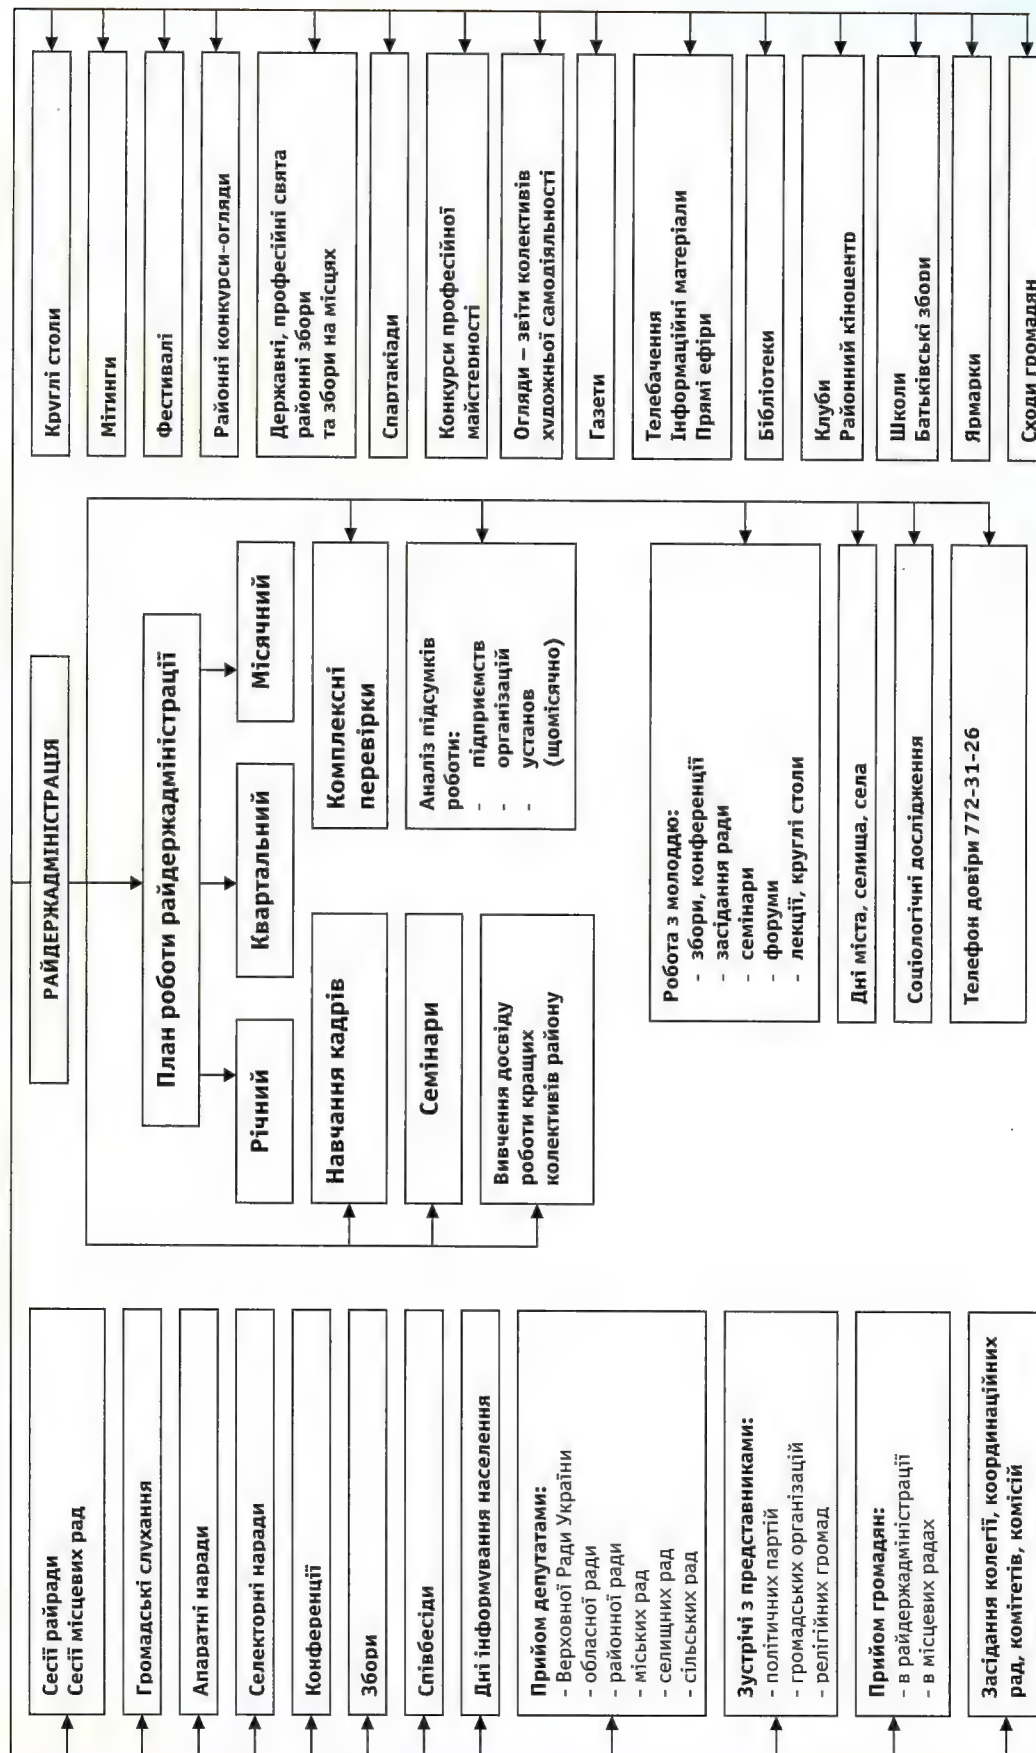 РАЙДЕРЖАДМІНІСТРАЦІЯ
План роботи райдержадміністрації
Річний
Квартальний
Місячний
Навчання кадрів
Семінари
Вивчення досвіду
роботи кращих
колективів району
Комплексні
перевірки
Аналіз підсумків
роботи:
- підприємств
- організацій
- установ
(щомісячно)
Робота з молоддю:
- збори, конференції
- засідання ради
- семінари
- форуми
- лекції, круглі столи
Дні міста, селища, села
Соціологічні дослідження
Телефон довіри 772-31-26
Сесії райради
Сесії місцевих рад
Громадські слухання
Апаратні наради
Селекторні наради
Конференції
Збори
Співбесіди
Дні інформування населення
Прийом депутатами:
- Верховної Ради України
- обласної ради
- районної ради
- міських рад
- селищних рад
- сільських рад
Зустрічі з представниками:
- політичних партій
- громадських організацій
- релігійних громад
Прийом громадян:
- в райдержадміністрації
- в місцевих радах
Засідання колегії, координаційних
рад, комітетів, комісій
Круглі столи
Мітинги
Фестивалі
Районні конкурси-огляди
Державні, професійні свята
районні збори
та збори на місцях
Спартакіади
Конкурси професійної
майстерності
Огляди – звіти колективів
художньої самодіяльності
Газети
Телебачення
Інформаційні матеріали
Прямі ефіри
Бібліотеки
Клуби
Районний кіноцентр
Школи
Батьківські збори
Ярмарки
Сходи громадян